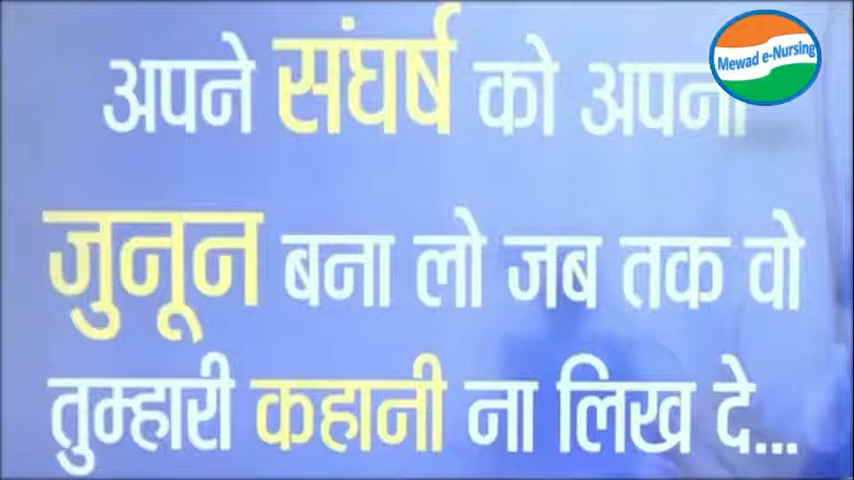 अपने संघर्ष को अपना
जुनून बना लो जब तक वो
तुम्हारी कहानी ना लिख दे...
Mewad e-Nursing